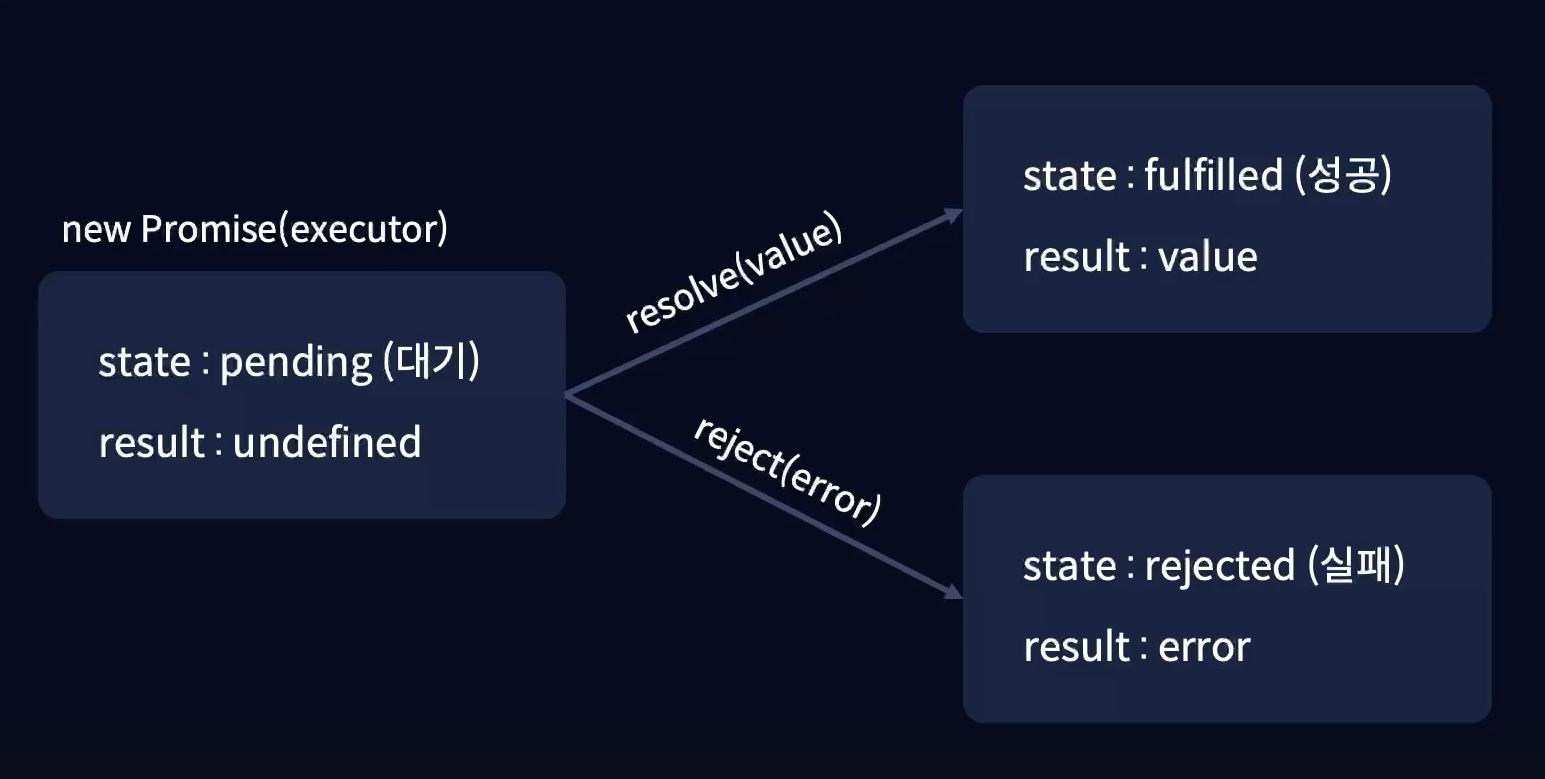 new Promise(executor)
state : pending (대기)
result : undefined
resolve(value)
reject(error)
state : fulfilled (성공)
result : value
state : rejected (실패)
result : error